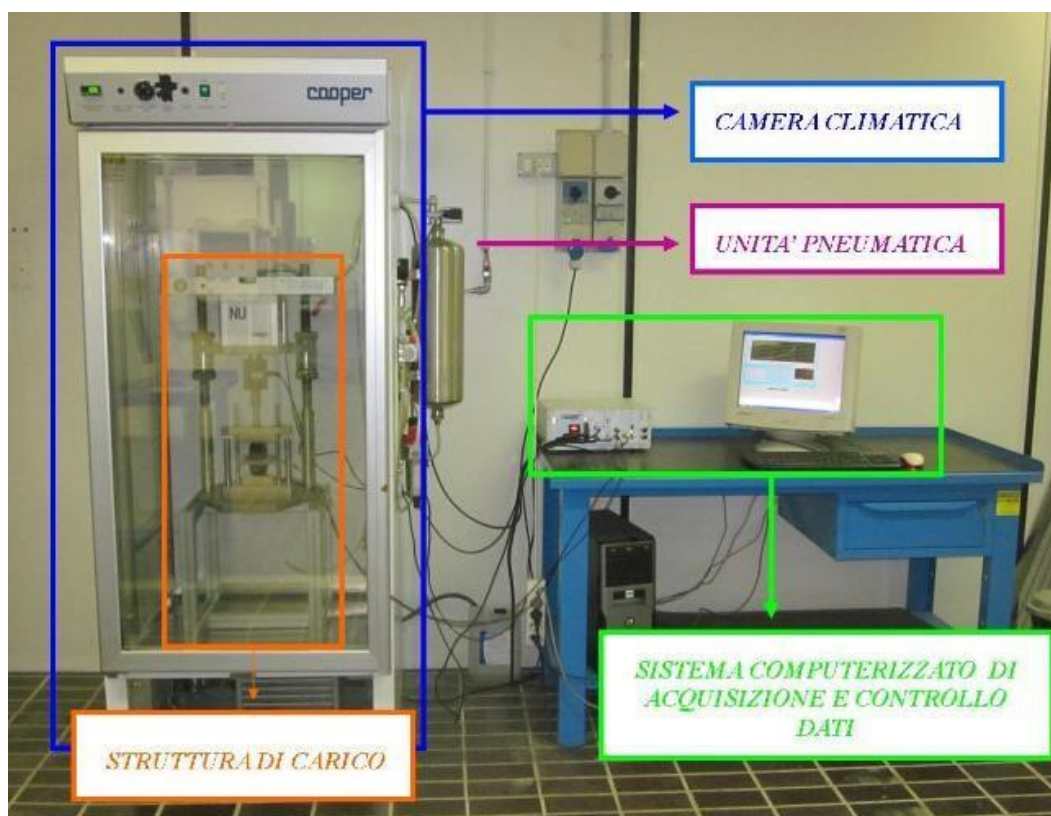 cooper
CAMERA CLIMATICA
UNITA' PNEUMATICA
NU
SISTEMA COMPUTERIZZATO DI
ACQUISIZIONE E CONTROLLO
DATI
STRUTTURA DI CARICO